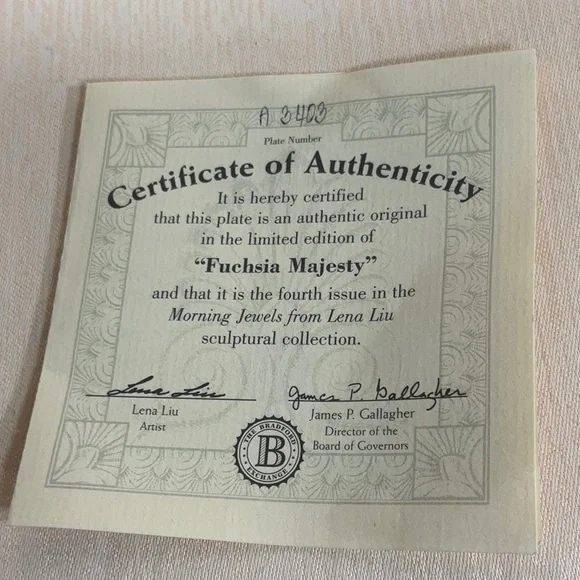 A 3403
Plate Number
Certificate of Authenticity
It is hereby certified
that this plate is an authentic original
in the limited edition of
“Fuchsia Majesty”
and that it is the fourth issue in the
Morning Jewels from Lena Liu
sculptural collection.
Lena Liu
James P. Gallagher
Lena Liu
Artist
James P. Gallagher
Director of the
Board of Governors
THE BRADFORD
B
EXCHANGE